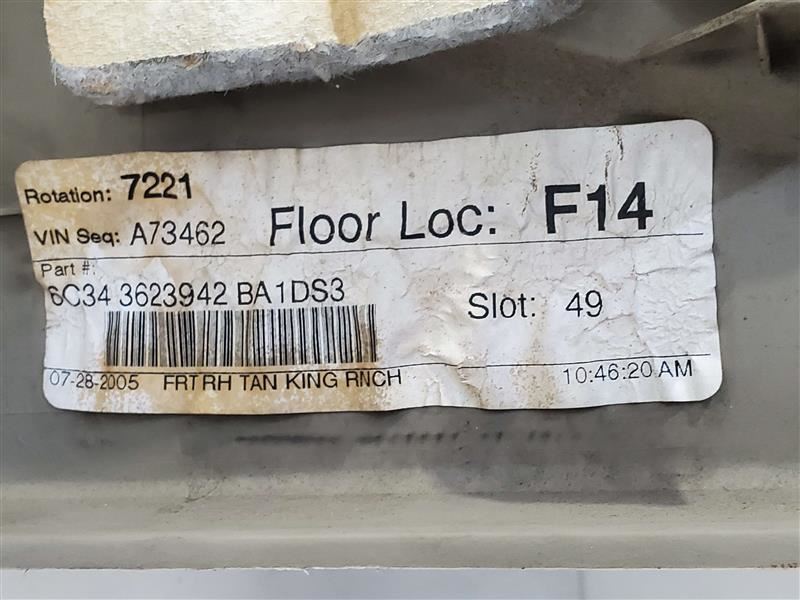 Rotation: 7221
VIN Seq: A73462
Floor Loc: F14
Part #:
6C34 3623942 BA1DS3
Slot: 49
07-28-2005 FRT RH TAN KING RNCH 10:46:20 AM